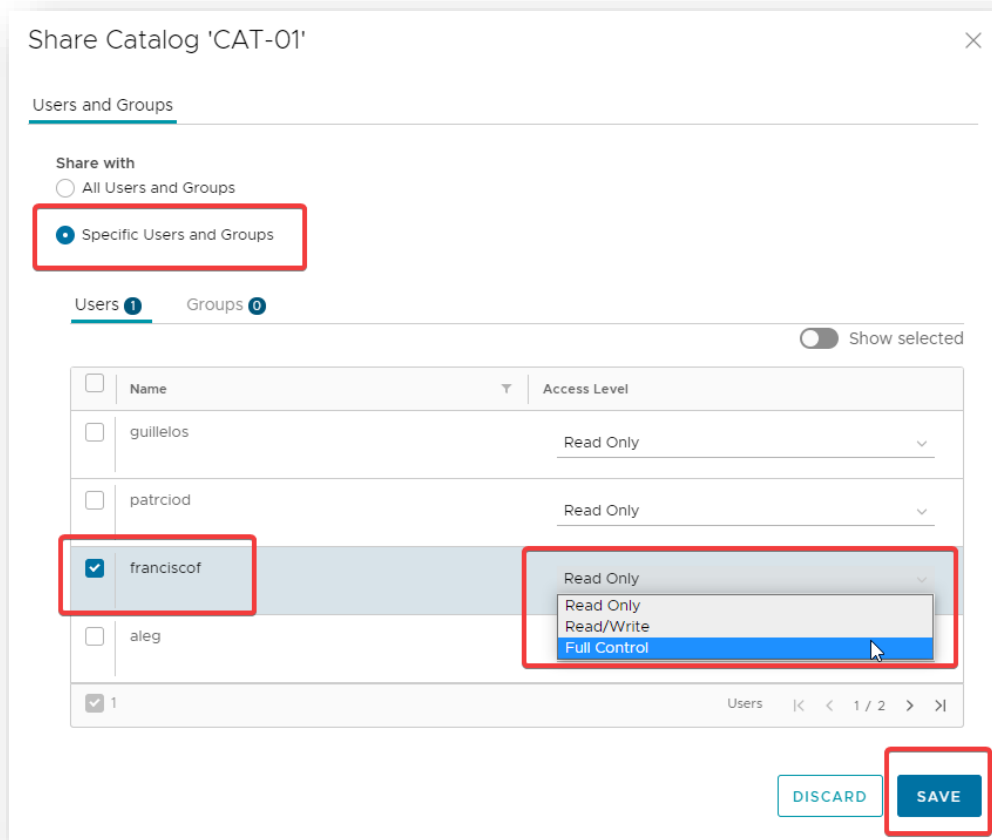 Share Catalog 'CAT-01'
Users and Groups
Share with
All Users and Groups
Specific Users and Groups
Users 1 Groups 0
Show selected
Name Access Level
guillelos Read Only
patrciod Read Only
franciscof Read Only
Read Only
Read/Write
Full Control
aleg
1 Users 1 / 2
DISCARD SAVE